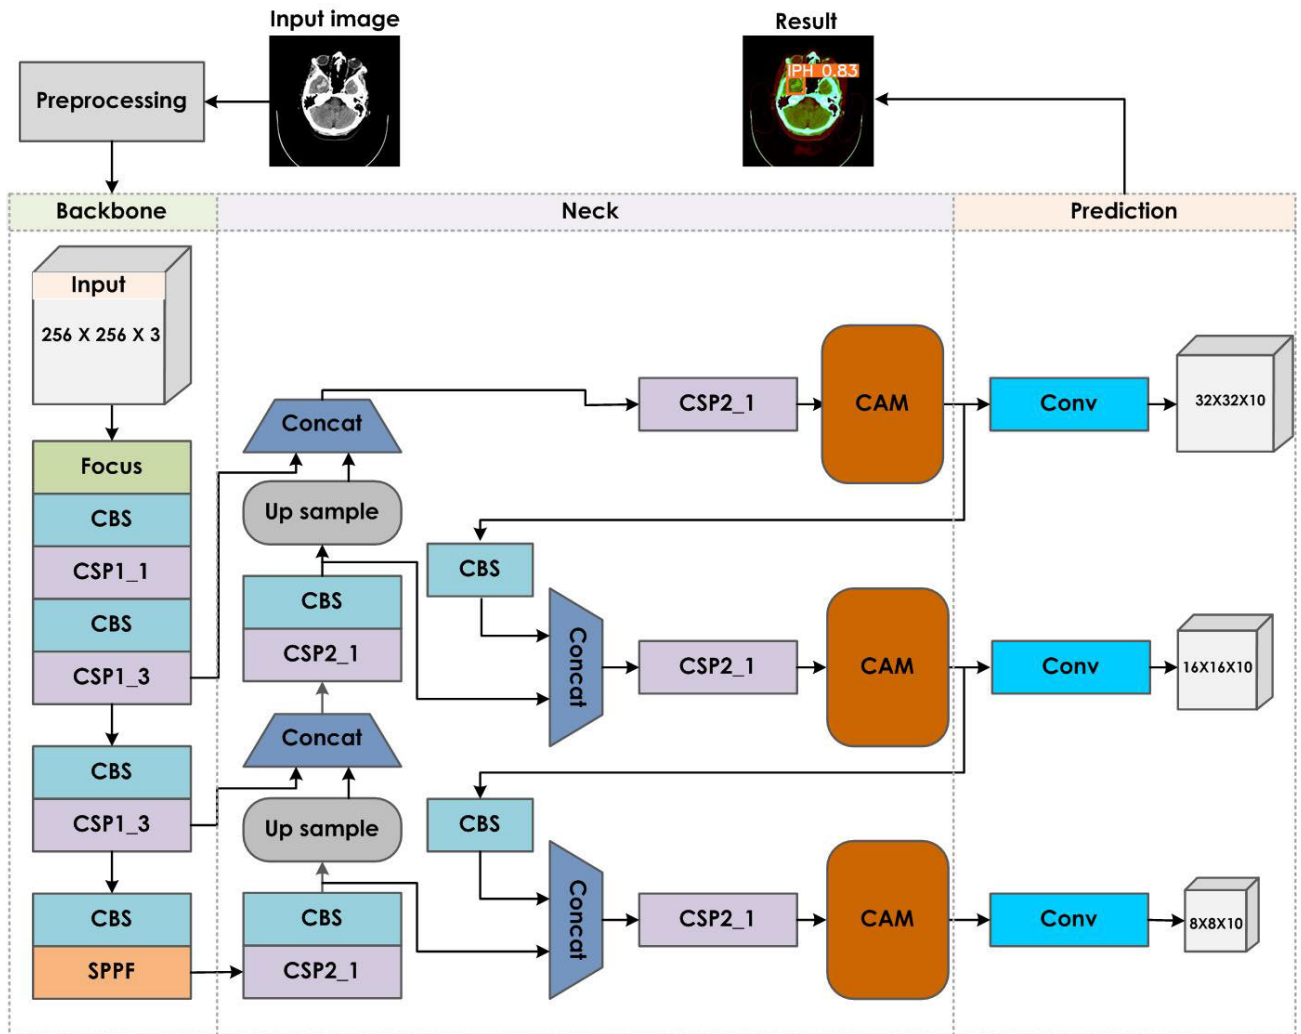 Input image
Result
Preprocessing
IPH 0.83
Backbone
Neck
Prediction
Input
256 X 256 X 3
Focus
CBS
CSP1_1
CBS
CSP1_3
CBS
CSP1_3
CBS
SPPF
Concat
Up sample
CBS
CSP2_1
Concat
Up sample
CBS
CSP2_1
CSP2_1
CAM
Conv
32X32X10
CBS
Concat
CSP2_1
CAM
Conv
16X16X10
CBS
Concat
CSP2_1
CAM
Conv
8X8X10